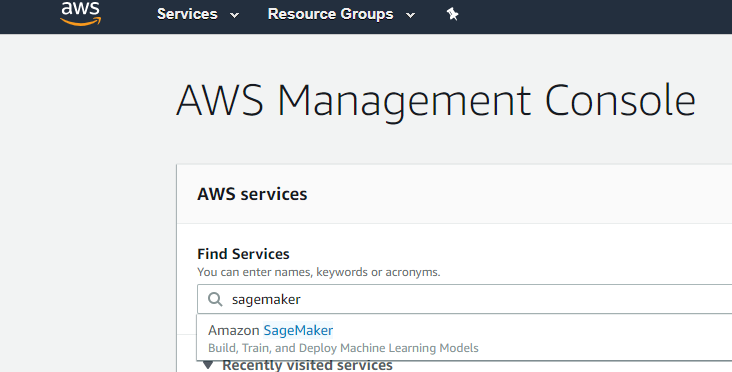 aws
Services
Resource Groups
AWS Management Console
AWS services
Find Services
You can enter names, keywords or acronyms.
sagemaker
Amazon SageMaker
Build, Train, and Deploy Machine Learning Models
Recently visited services